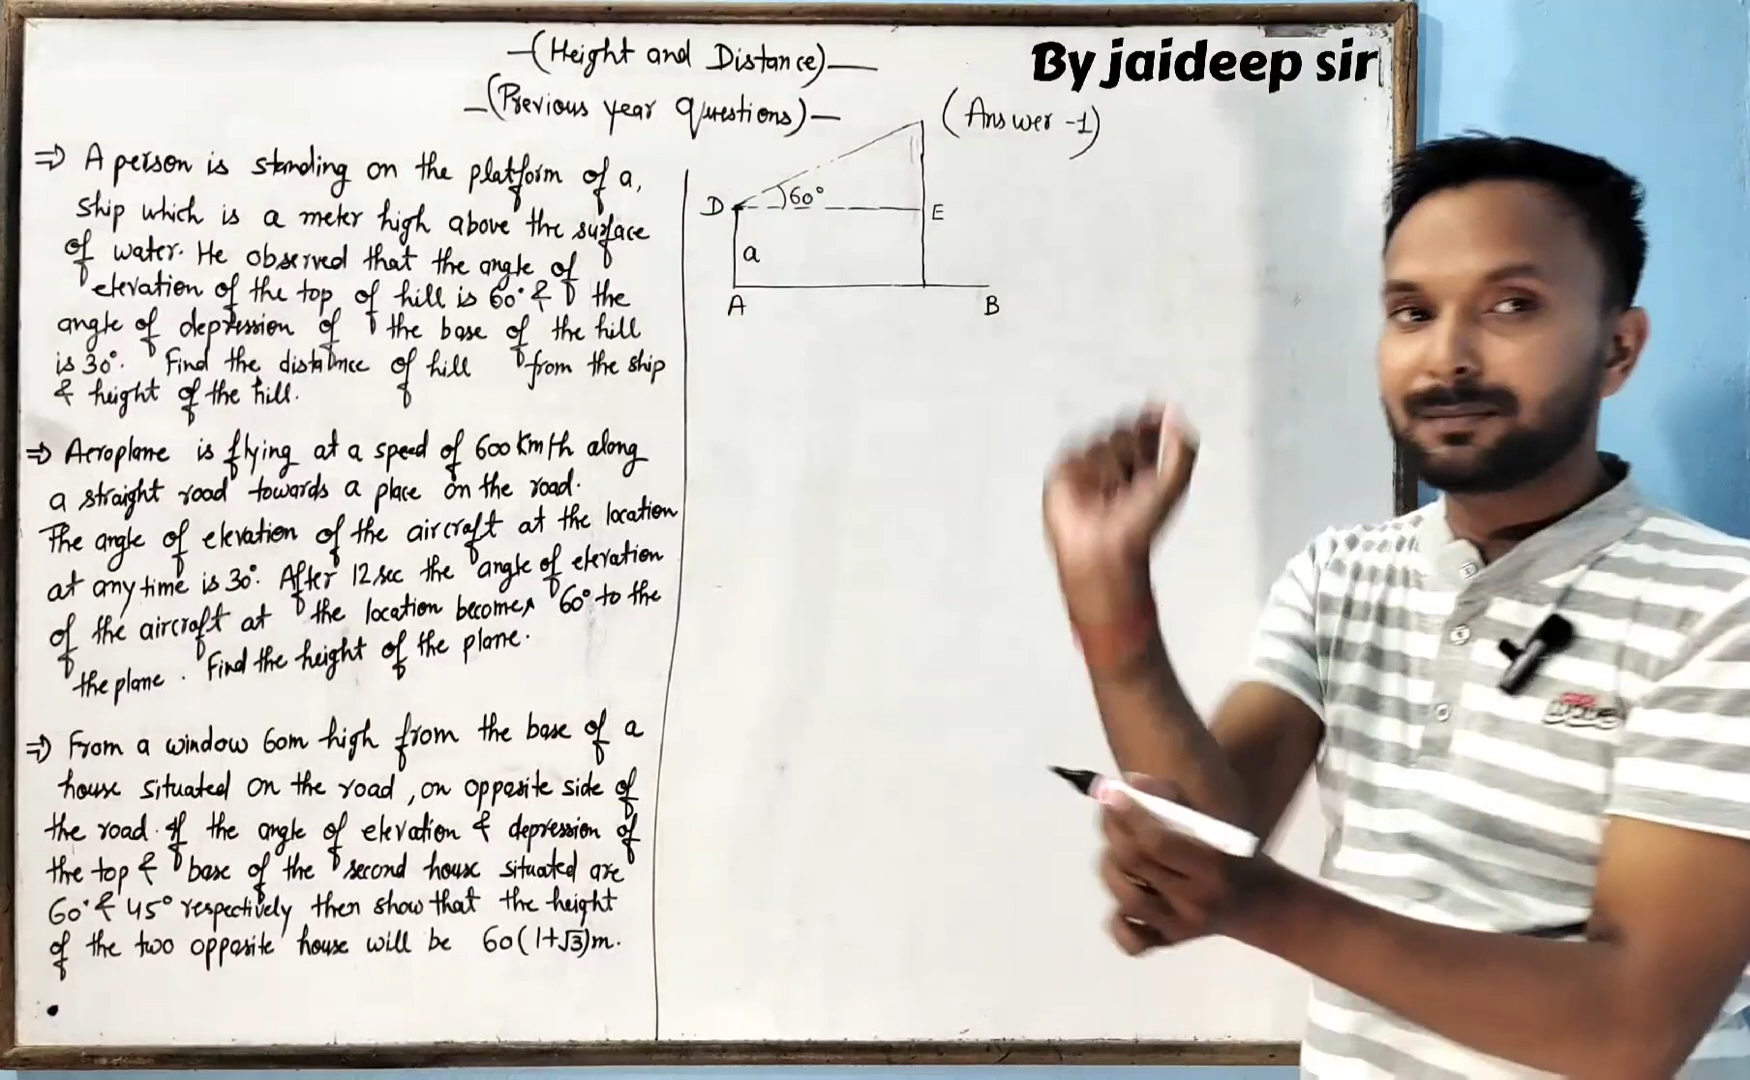 (Height and Distance)
By jaideep sir
(Previous year Questions)
(Answer -1)
⇒ A person is standing on the platform of a,
ship which is a meter high above the surface
of water. He observed that the angle of
elevation of the top of hill is 60° & the
angle of depression of the base of the hill
is 30°. Find the distance of hill from the ship
& height of the hill.
D 60° E
a
A B
⇒ Aeroplane is flying at a speed of 600 Km/h along
a straight road towards a place on the road.
The angle of elevation of the aircraft at the location
at any time is 30°. After 12 sec the angle of elevation
of the aircraft at the location becomes 60° to the
the plane. Find the height of the plane.
⇒ From a window 60m high from the base of a
house situated on the road, on opposite side of
the road. If the angle of elevation & depression of
the top & base of the second house situated are
60° & 45° respectively then show that the height
of the two opposite house will be 60(1+√3)m.